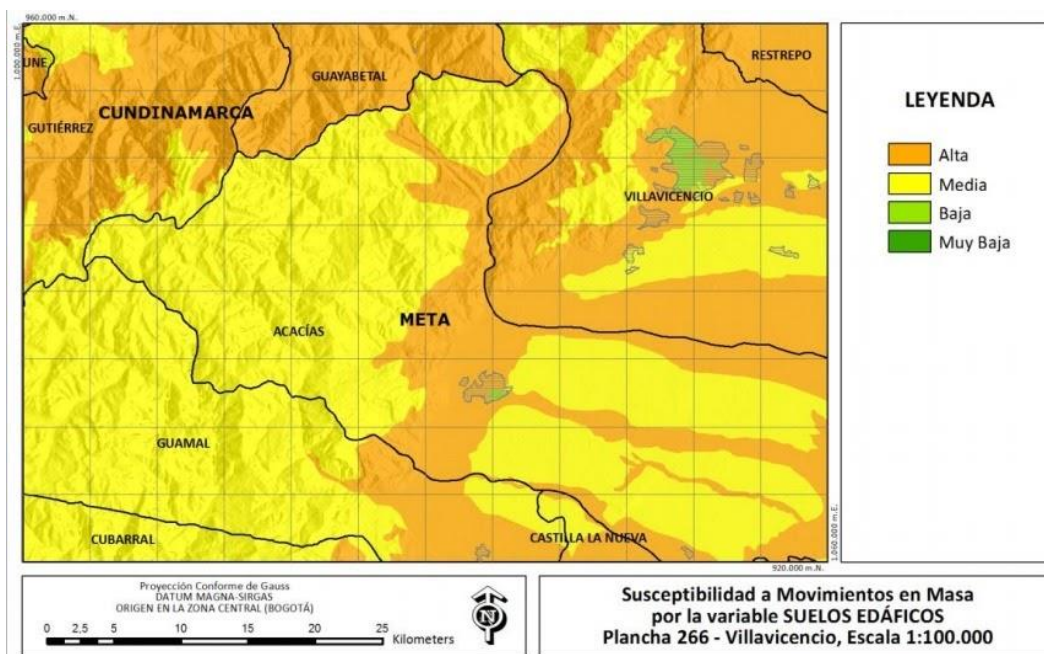 960.000 m.N.
1.000.000 m.E.
UNE
GUTIÉRREZ
CUNDINAMARCA
GUAYABETAL
RESTREPO
VILLAVICENCIO
META
ACACÍAS
GUAMAL
CUBARRAL
CASTILLA LA NUEVA
1.060.000 m.E.
920.000 m.N.
LEYENDA
Alta
Media
Baja
Muy Baja
Proyección Conforme de Gauss
DATUM MAGNA-SIRGAS
ORIGEN EN LA ZONA CENTRAL (BOGOTÁ)
0 2,5 5 10 15 20 25
Kilometers
N
Susceptibilidad a Movimientos en Masa
por la variable SUELOS EDÁFICOS
Plancha 266 - Villavicencio, Escala 1:100.000